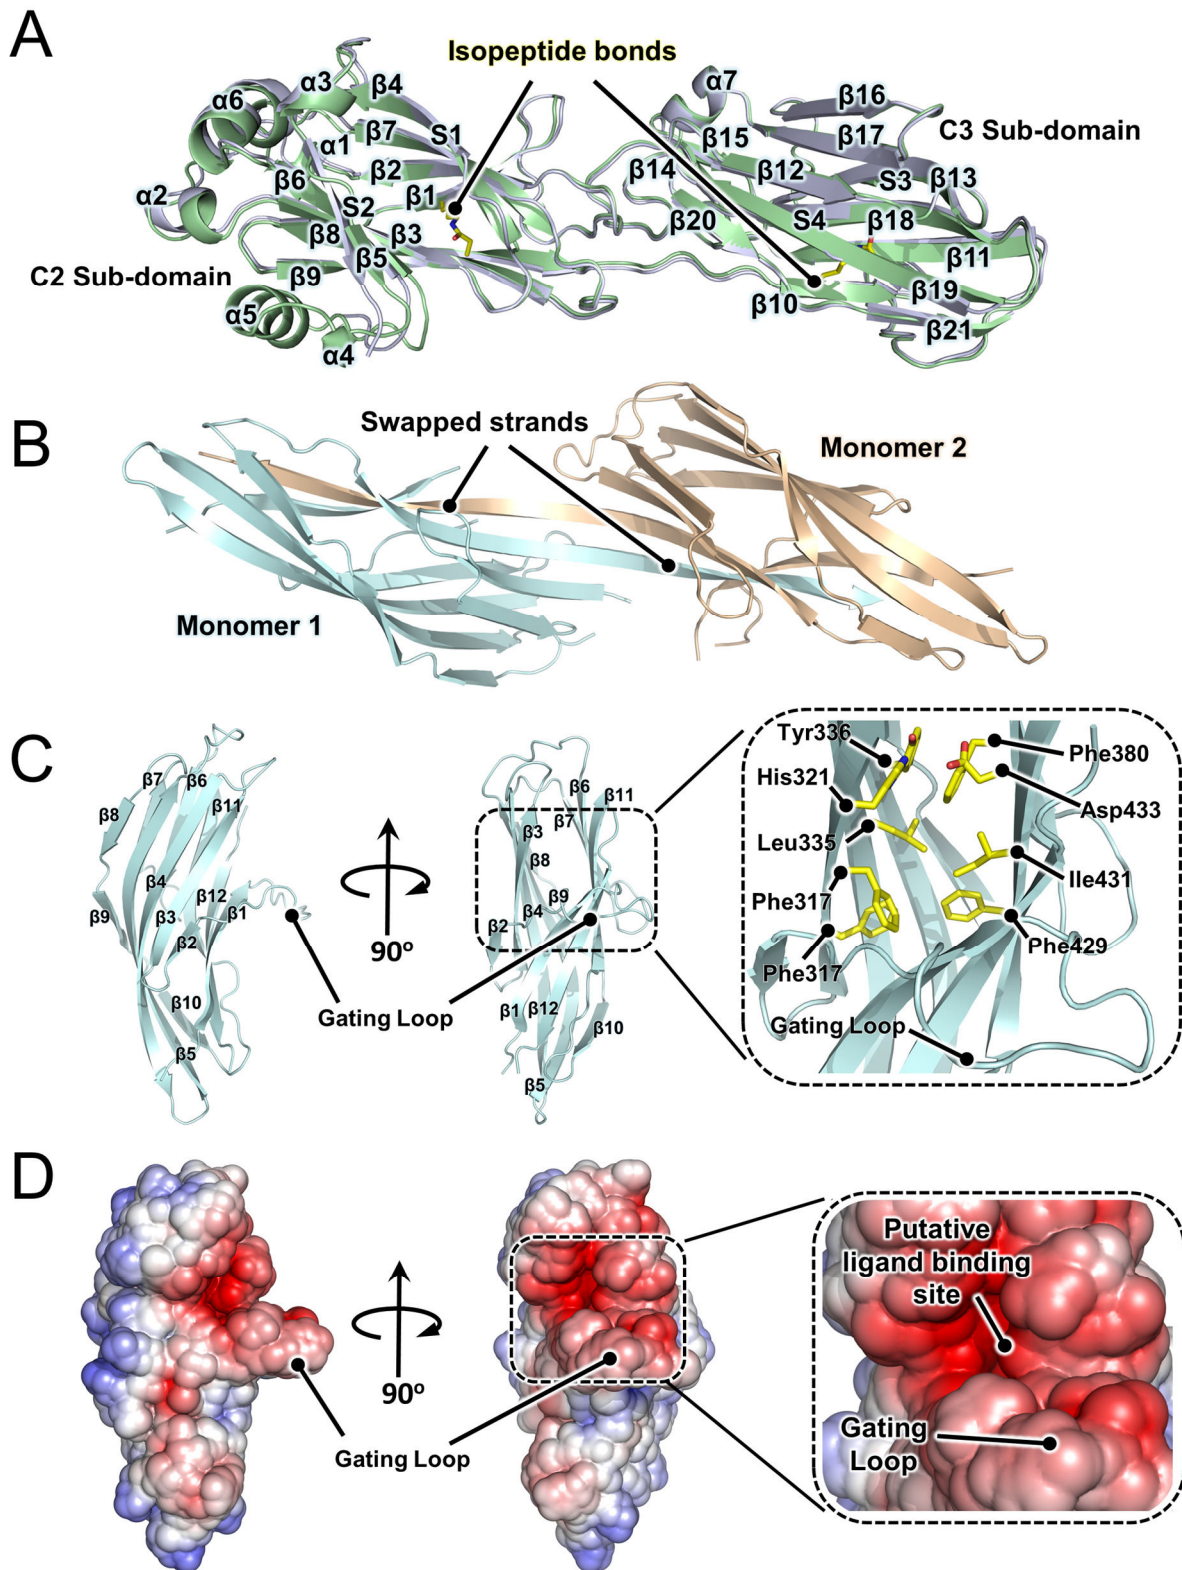 A
Isopeptide bonds
α3
β4
α6
α7
β16
S1
β7
β15
β17
C3 Sub-domain
α1
β2
β14
β12
β6
S3
β13
α2
β1
S2
S4
β18
β20
β8
β3
β11
C2 Sub-domain
β9
β5
β10
β19
α5
β21
α4
B
Swapped strands
Monomer 2
Monomer 1
C
β7
β6
β11
β8
β4
β12
β9
β3
β1
β2
β10
β5
90º
Gating Loop
β6
β11
β3
β7
β8
β9
β4
β2
β1
β12
β10
β5
Tyr336
Phe380
His321
Asp433
Leu335
Ile431
Phe317
Phe429
Phe317
Gating Loop
D
90º
Gating Loop
Putative
ligand binding
site
Gating
Loop